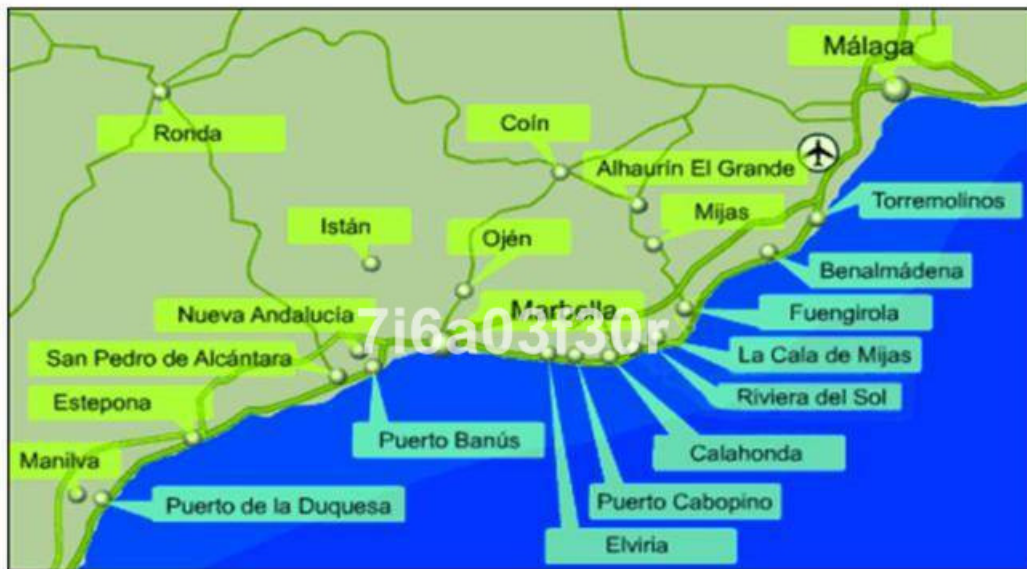 Málaga
Ronda
Coín
Alhaurín El Grande
Mijas
Torremolinos
Istán
Ojén
Benalmádena
Nueva Andalucía
Marbella
Fuengirola
7i6a03f30r
San Pedro de Alcántara
La Cala de Mijas
Riviera del Sol
Estepona
Puerto Banús
Calahonda
Manilva
Puerto de la Duquesa
Puerto Cabopino
Elviria